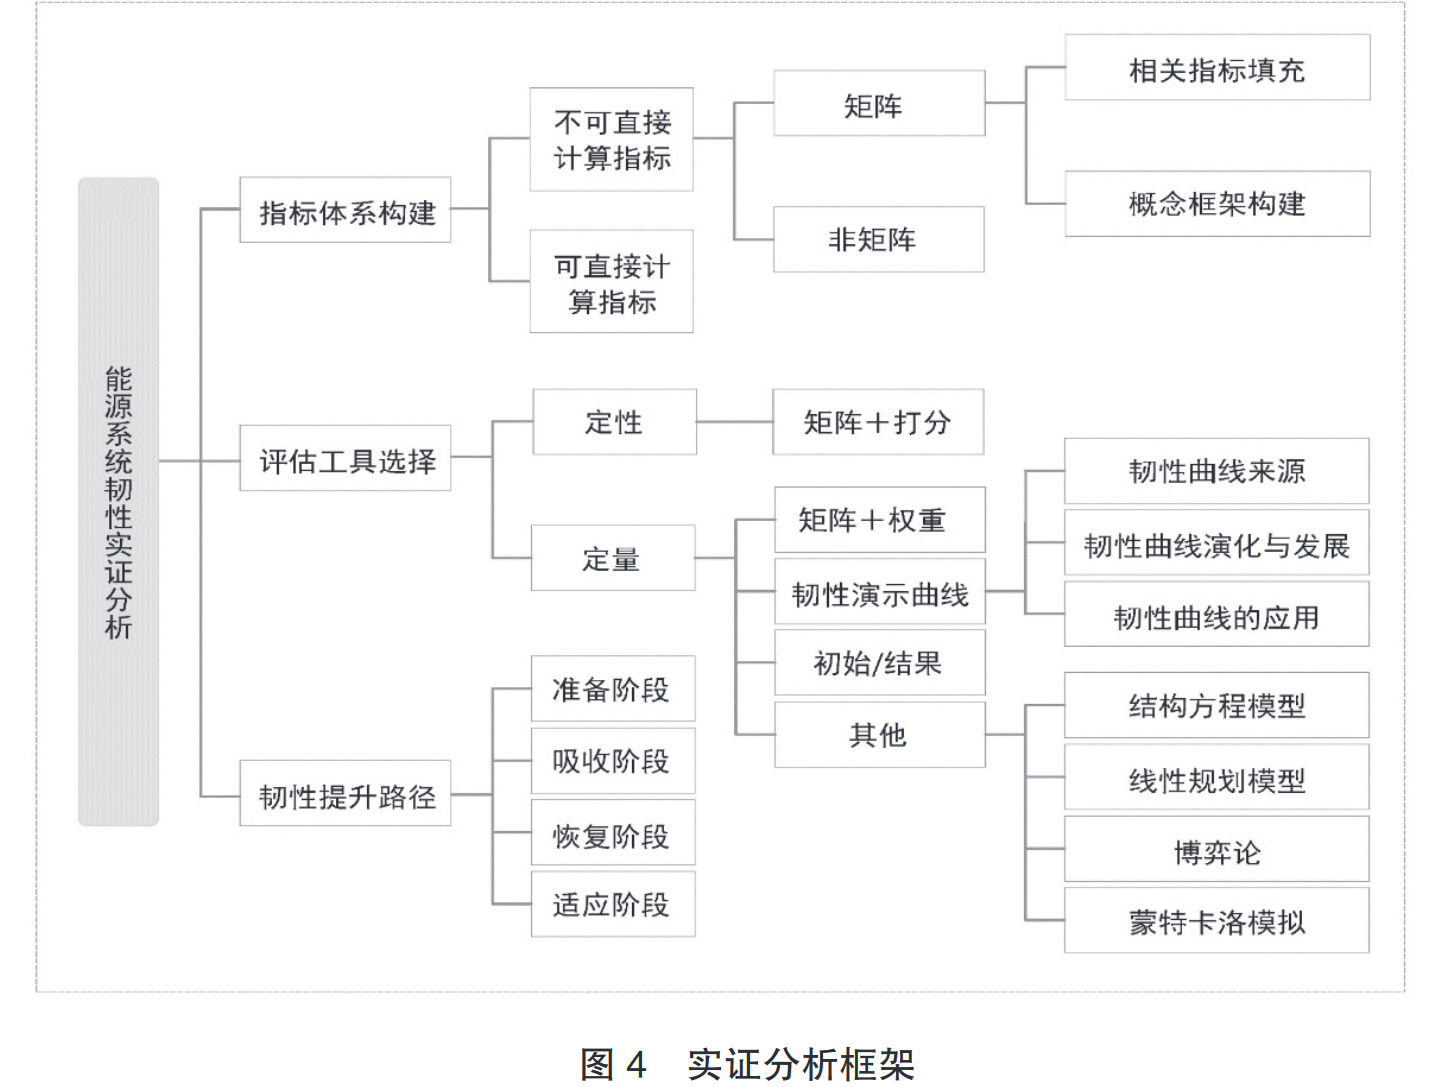 能源系统韧性实证分析
指标体系构建
不可直接
计算指标
可直接计
算指标
矩阵
非矩阵
相关指标填充
概念框架构建
评估工具选择
定性
矩阵＋打分
定量
矩阵＋权重
韧性演示曲线
初始/结果
其他
韧性曲线来源
韧性曲线演化与发展
韧性曲线的应用
结构方程模型
线性规划模型
博弈论
蒙特卡洛模拟
韧性提升路径
准备阶段
吸收阶段
恢复阶段
适应阶段
图 4　实证分析框架